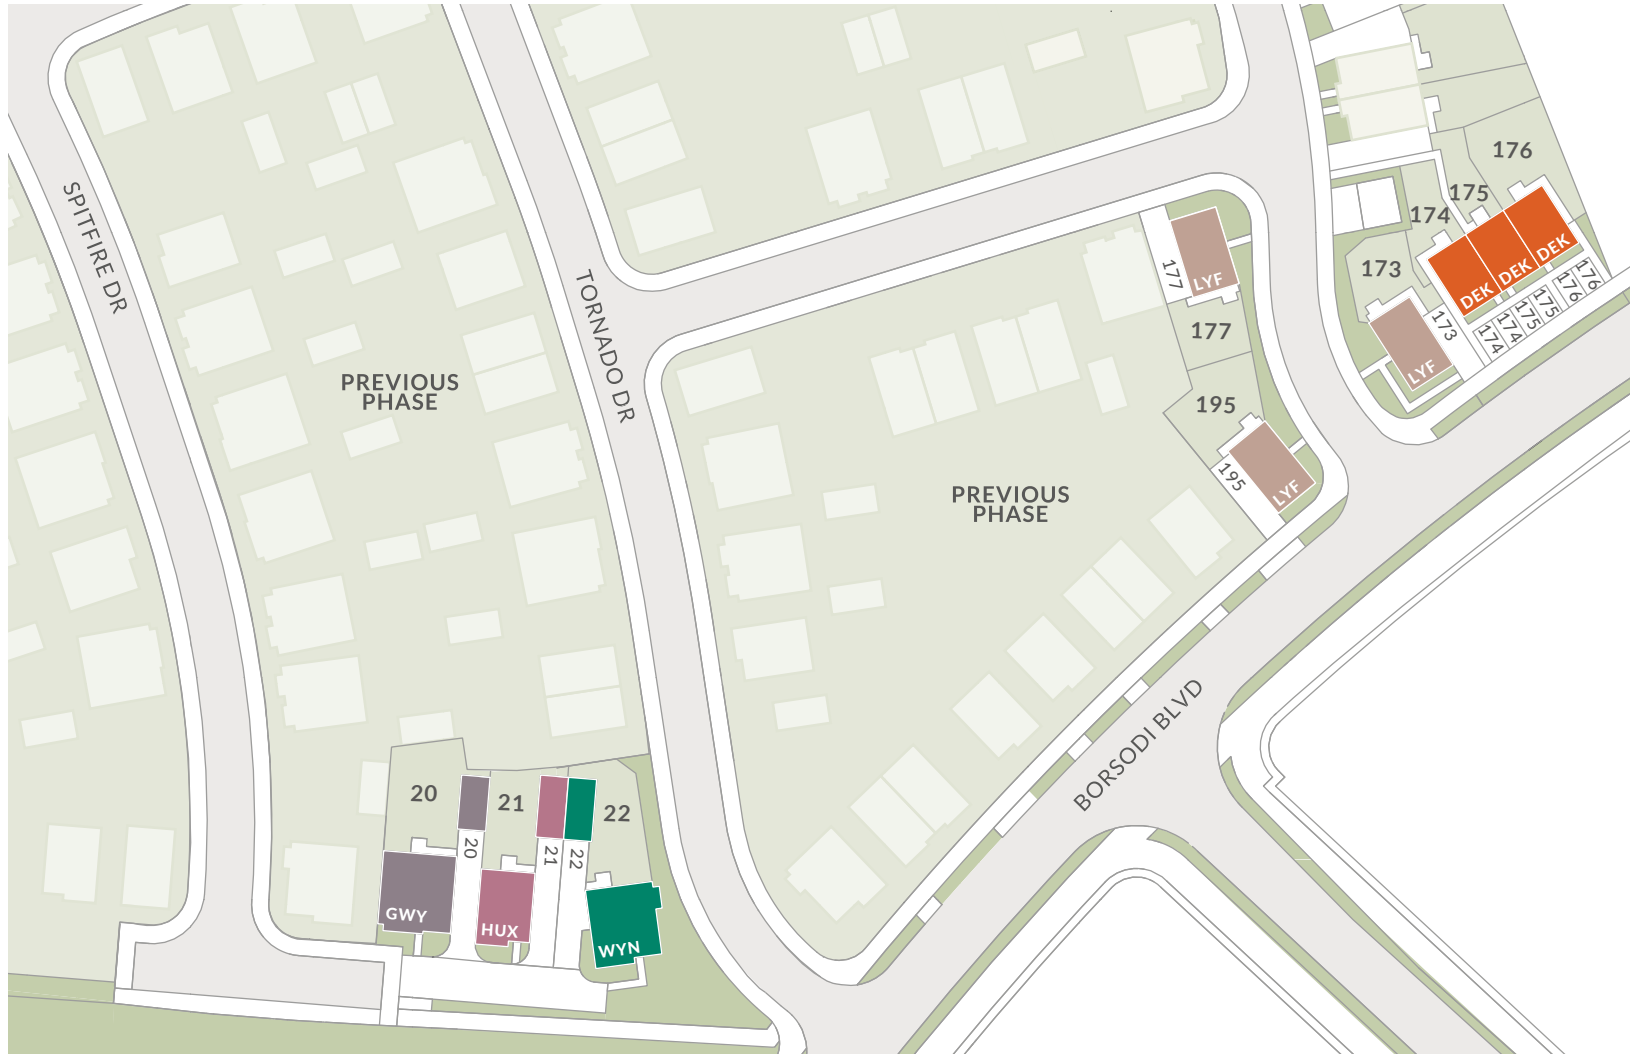 SPITFIRE DR
TORNADO DR
BORSODI BLVD
PREVIOUS
PHASE
PREVIOUS
PHASE
176
175
174
173
DEK
DEK
DEK
173
174
174
175
175
176
176
LYF
177
LYF
177
195
195
LYF
20
21
22
20
21
22
GWY
HUX
WYN